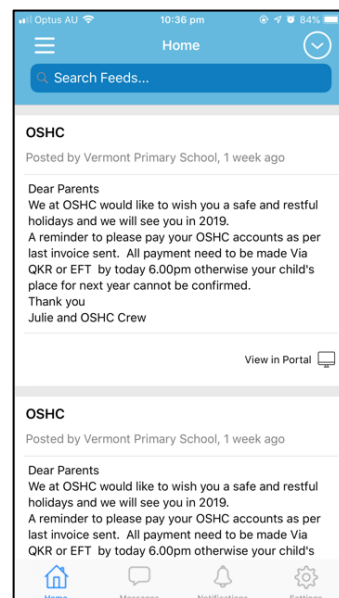 Optus AU 10:36 pm 84%
Home
Search Feeds...
OSHC
Posted by Vermont Primary School, 1 week ago
Dear Parents
We at OSHC would like to wish you a safe and restful
holidays and we will see you in 2019.
A reminder to please pay your OSHC accounts as per
last invoice sent.  All payment need to be made Via
QKR or EFT  by today 6.00pm otherwise your child's
place for next year cannot be confirmed.
Thank you
Julie and OSHC Crew
View in Portal
OSHC
Posted by Vermont Primary School, 1 week ago
Dear Parents
We at OSHC would like to wish you a safe and restful
holidays and we will see you in 2019.
A reminder to please pay your OSHC accounts as per
last invoice sent.  All payment need to be made Via
QKR or EFT  by today 6.00pm otherwise your child's
Home Messages Notifications Settings